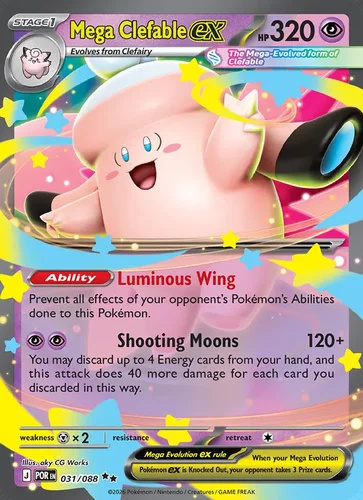 STAGE1
Mega Clefable ex
HP 320
Evolves from Clefairy
The Mega-Evolved form of
Clefable
Ability Luminous Wing
Prevent all effects of your opponent's Pokémon's Abilities
done to this Pokémon.
Shooting Moons 120+
You may discard up to 4 Energy cards from your hand, and
this attack does 40 more damage for each card you
discarded in this way.
weakness ×2 resistance retreat
Illus. aky CG Works
J POR EN 031/088
Mega Evolution ex rule
When your Mega Evolution
Pokémon ex is Knocked Out, your opponent takes 3 Prize cards.
©2026 Pokémon / Nintendo / Creatures / GAME FREAK